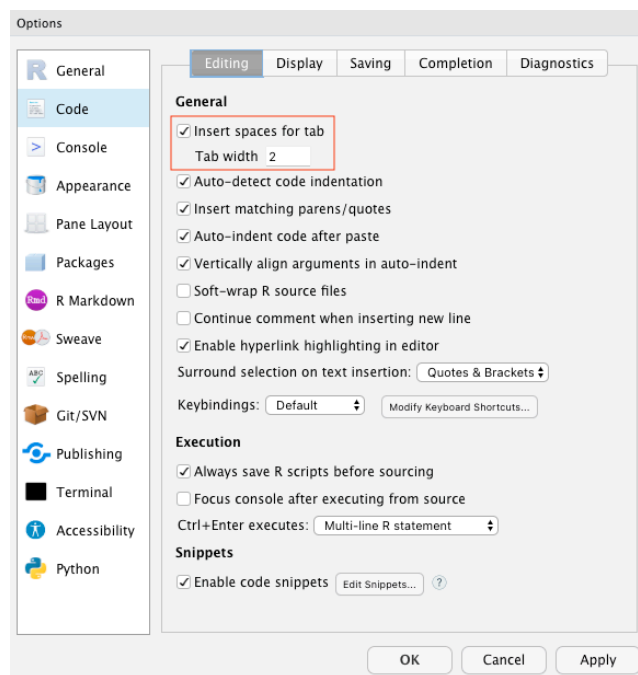 Options
General
Code
Console
Appearance
Pane Layout
Packages
R Markdown
Sweave
Spelling
Git/SVN
Publishing
Terminal
Accessibility
Python
Editing Display Saving Completion Diagnostics
General
Insert spaces for tab
Tab width 2
Auto-detect code indentation
Insert matching parens/quotes
Auto-indent code after paste
Vertically align arguments in auto-indent
Soft-wrap R source files
Continue comment when inserting new line
Enable hyperlink highlighting in editor
Surround selection on text insertion: Quotes & Brackets
Keybindings: Default Modify Keyboard Shortcuts...
Execution
Always save R scripts before sourcing
Focus console after executing from source
Ctrl+Enter executes: Multi-line R statement
Snippets
Enable code snippets Edit Snippets... ?
OK Cancel Apply